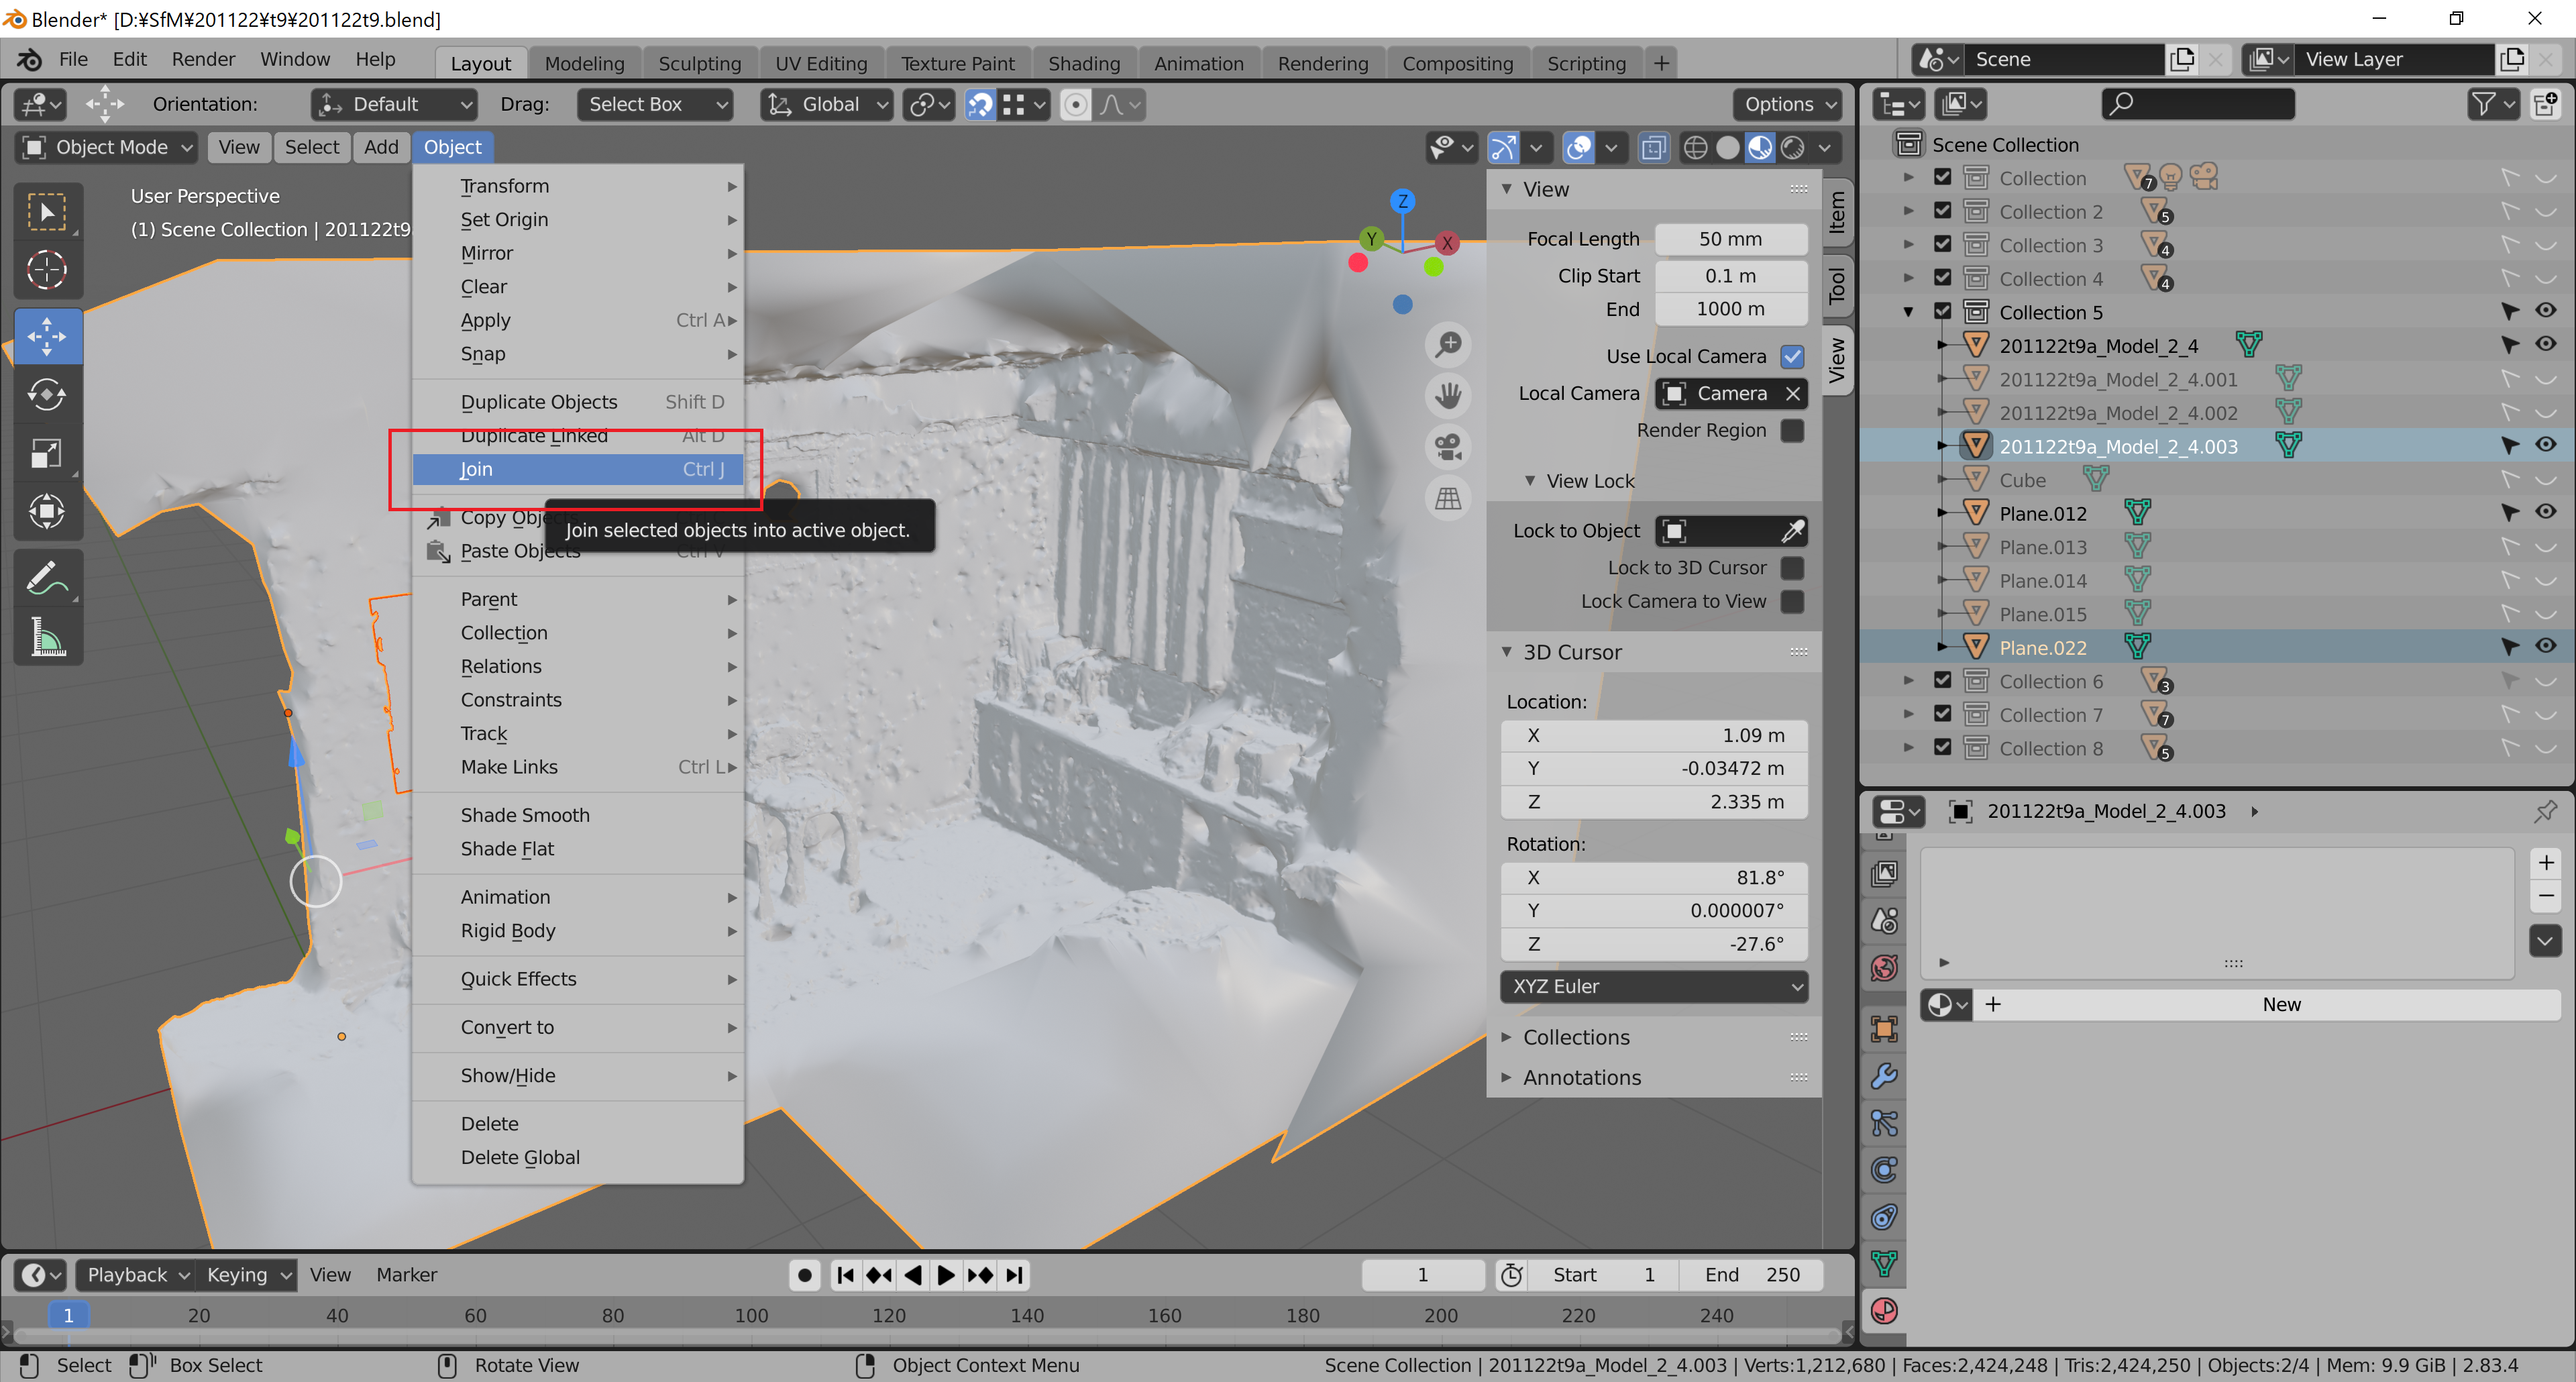 Blender* [D:¥SfM¥201122¥t9¥201122t9.blend]
File Edit Render Window Help Layout Modeling Sculpting UV Editing Texture Paint Shading Animation Rendering Compositing Scripting + Scene View Layer
Orientation: Default Drag: Select Box Global Options
Object Mode View Select Add Object
User Perspective
(1) Scene Collection | 201122t9
Transform
Set Origin
Mirror
Clear
Apply Ctrl A
Snap
Duplicate Objects Shift D
Duplicate Linked Alt D
Join Ctrl J
Copy Obje
Join selected objects into active object.
Paste Objects Ctrl V
Parent
Collection
Relations
Constraints
Track
Make Links Ctrl L
Shade Smooth
Shade Flat
Animation
Rigid Body
Quick Effects
Convert to
Show/Hide
Delete
Delete Global
Z
Y
X
View
Focal Length 50 mm
Clip Start 0.1 m
End 1000 m
Use Local Camera
Local Camera Camera
Render Region
View Lock
Lock to Object
Lock to 3D Cursor
Lock Camera to View
3D Cursor
Location:
X 1.09 m
Y -0.03472 m
Z 2.335 m
Rotation:
X 81.8°
Y 0.000007°
Z -27.6°
XYZ Euler
Collections
Annotations
Item
Tool
View
Scene Collection
Collection 7
Collection 2 5
Collection 3 4
Collection 4 4
Collection 5
201122t9a_Model_2_4
201122t9a_Model_2_4.001
201122t9a_Model_2_4.002
201122t9a_Model_2_4.003
Cube
Plane.012
Plane.013
Plane.014
Plane.015
Plane.022
Collection 6 3
Collection 7 7
Collection 8 5
201122t9a_Model_2_4.003
+
−
+ New
Playback Keying View Marker 1 Start 1 End 250
1 20 40 60 80 100 120 140 160 180 200 220 240
Select Box Select Rotate View Object Context Menu Scene Collection | 201122t9a_Model_2_4.003 | Verts:1,212,680 | Faces:2,424,248 | Tris:2,424,250 | Objects:2/4 | Mem: 9.9 GiB | 2.83.4